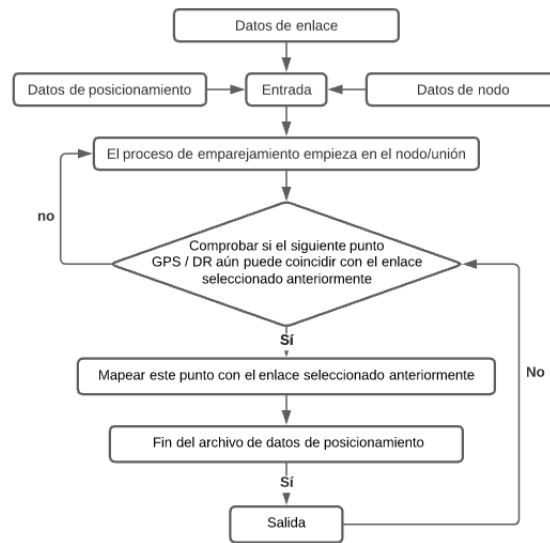 Datos de enlace
Datos de posicionamiento
Entrada
Datos de nodo
El proceso de emparejamiento empieza en el nodo/unión
no
Comprobar si el siguiente punto
GPS / DR aún puede coincidir con el enlace
seleccionado anteriormente
Sí
Mapear este punto con el enlace seleccionado anteriormente
No
Fin del archivo de datos de posicionamiento
Sí
Salida